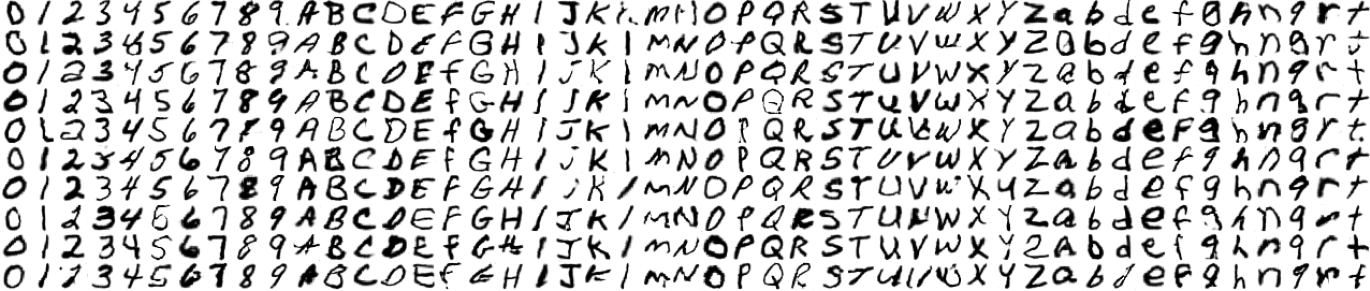 0 1 2 3 4 5 6 7 8 9 A B C D E f G H I J K l M N O P Q R S T U V W X Y Z a b d e f g h n q r t
0 1 2 3 4 5 6 7 8 9 A B C D E F G H I J K l M N O P Q R S T U V W X Y Z a b d e f g h n q r t
0 1 2 3 4 5 6 7 8 9 A B C D E f G H I J K l M N O P Q R S T U V W X Y Z a b d e f g h n q r t
0 1 2 3 4 5 6 7 8 9 A B C D E f G H I J K l M N O P Q R S T U V W X Y Z a b d e f g h n q r t
0 1 2 3 4 5 6 7 8 9 A B C D E f G H I J K l M N O P Q R S T U V W X Y Z a b d e f g h n q r t
0 1 2 3 4 5 6 7 8 9 A B C D E F G H I J K l M N O P Q R S T U V W X Y Z a b d e f g h n q r t
0 1 2 3 4 5 6 7 8 9 A B C D E F G H I J K l M N O P Q R S T U V W X Y Z a b d e f g h n q r t
0 1 2 3 4 5 6 7 8 9 A B C D E F G H I J K l M N O P Q R S T U V W X Y Z a b d e f g h n q r t
0 1 2 3 4 5 6 7 8 9 A B C D E f G H I J K l M N O P Q R S T U V W X Y Z a b d e f g h n q r t
0 1 2 3 4 5 6 7 8 9 A B C D E f G H I J K l M N O P Q R S T U V W X Y Z a b d e f g h n q r t